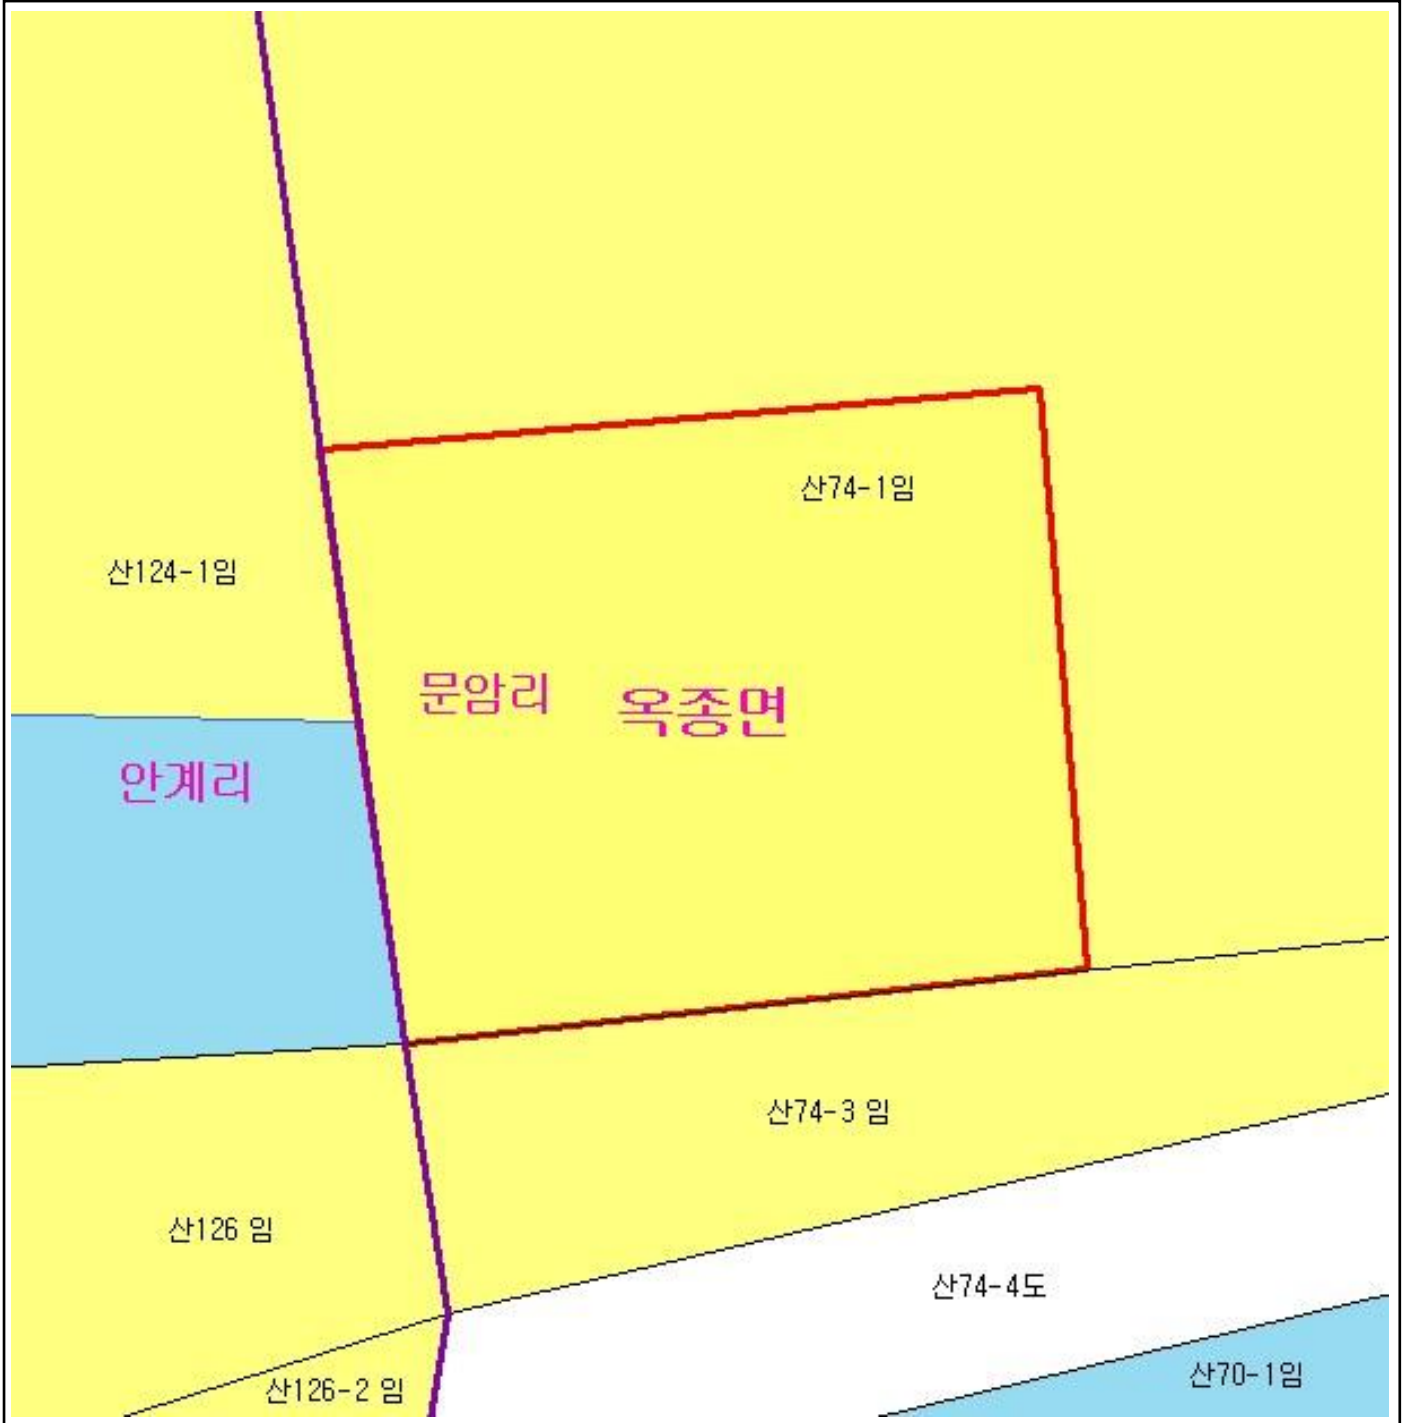 산74-1임
산124-1임
문암리 옥종면
안계리
산74-3 임
산126 임
산74-4도
산70-1임
산126-2 임